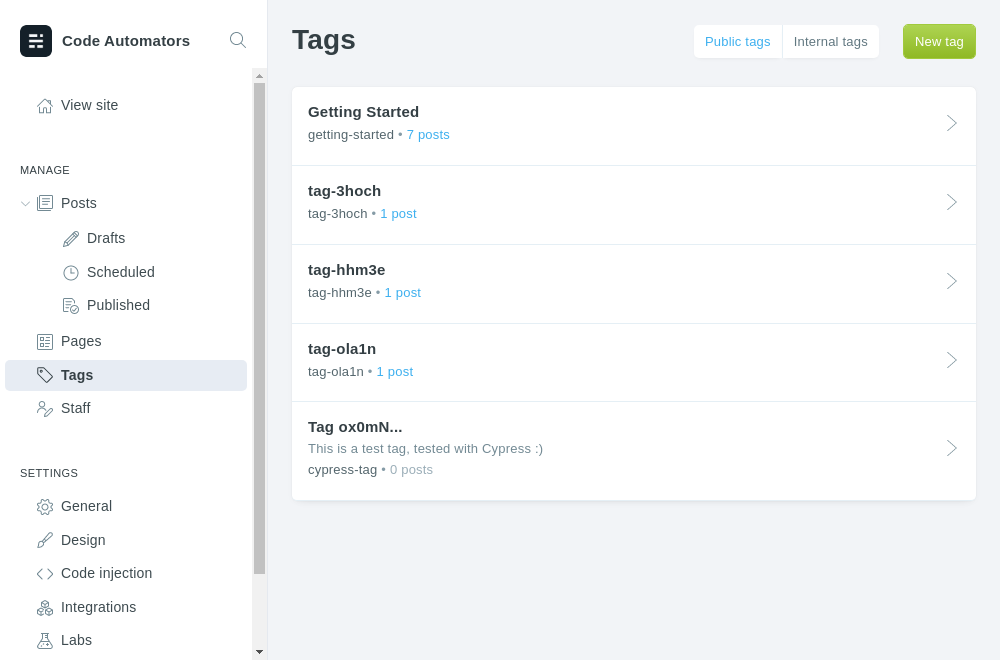 Code Automators
View site
MANAGE
Posts
Drafts
Scheduled
Published
Pages
Tags
Staff
SETTINGS
General
Design
Code injection
Integrations
Labs
Tags
Public tags
Internal tags
New tag
Getting Started
getting-started • 7 posts
tag-3hoch
tag-3hoch • 1 post
tag-hhm3e
tag-hhm3e • 1 post
tag-ola1n
tag-ola1n • 1 post
Tag ox0mN...
This is a test tag, tested with Cypress :)
cypress-tag • 0 posts